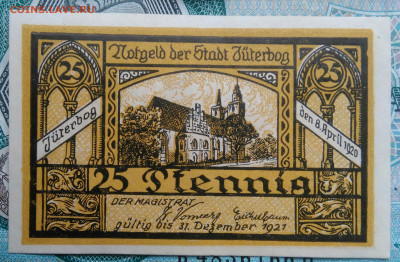 COINS.LAVE.RU
Notgeld der Stadt Jüterbog
25 25
Jüterbog
den 8. April 1920
25 Pfennig
DER MAGISTRAT
gültig bis 31. Dezember 1921